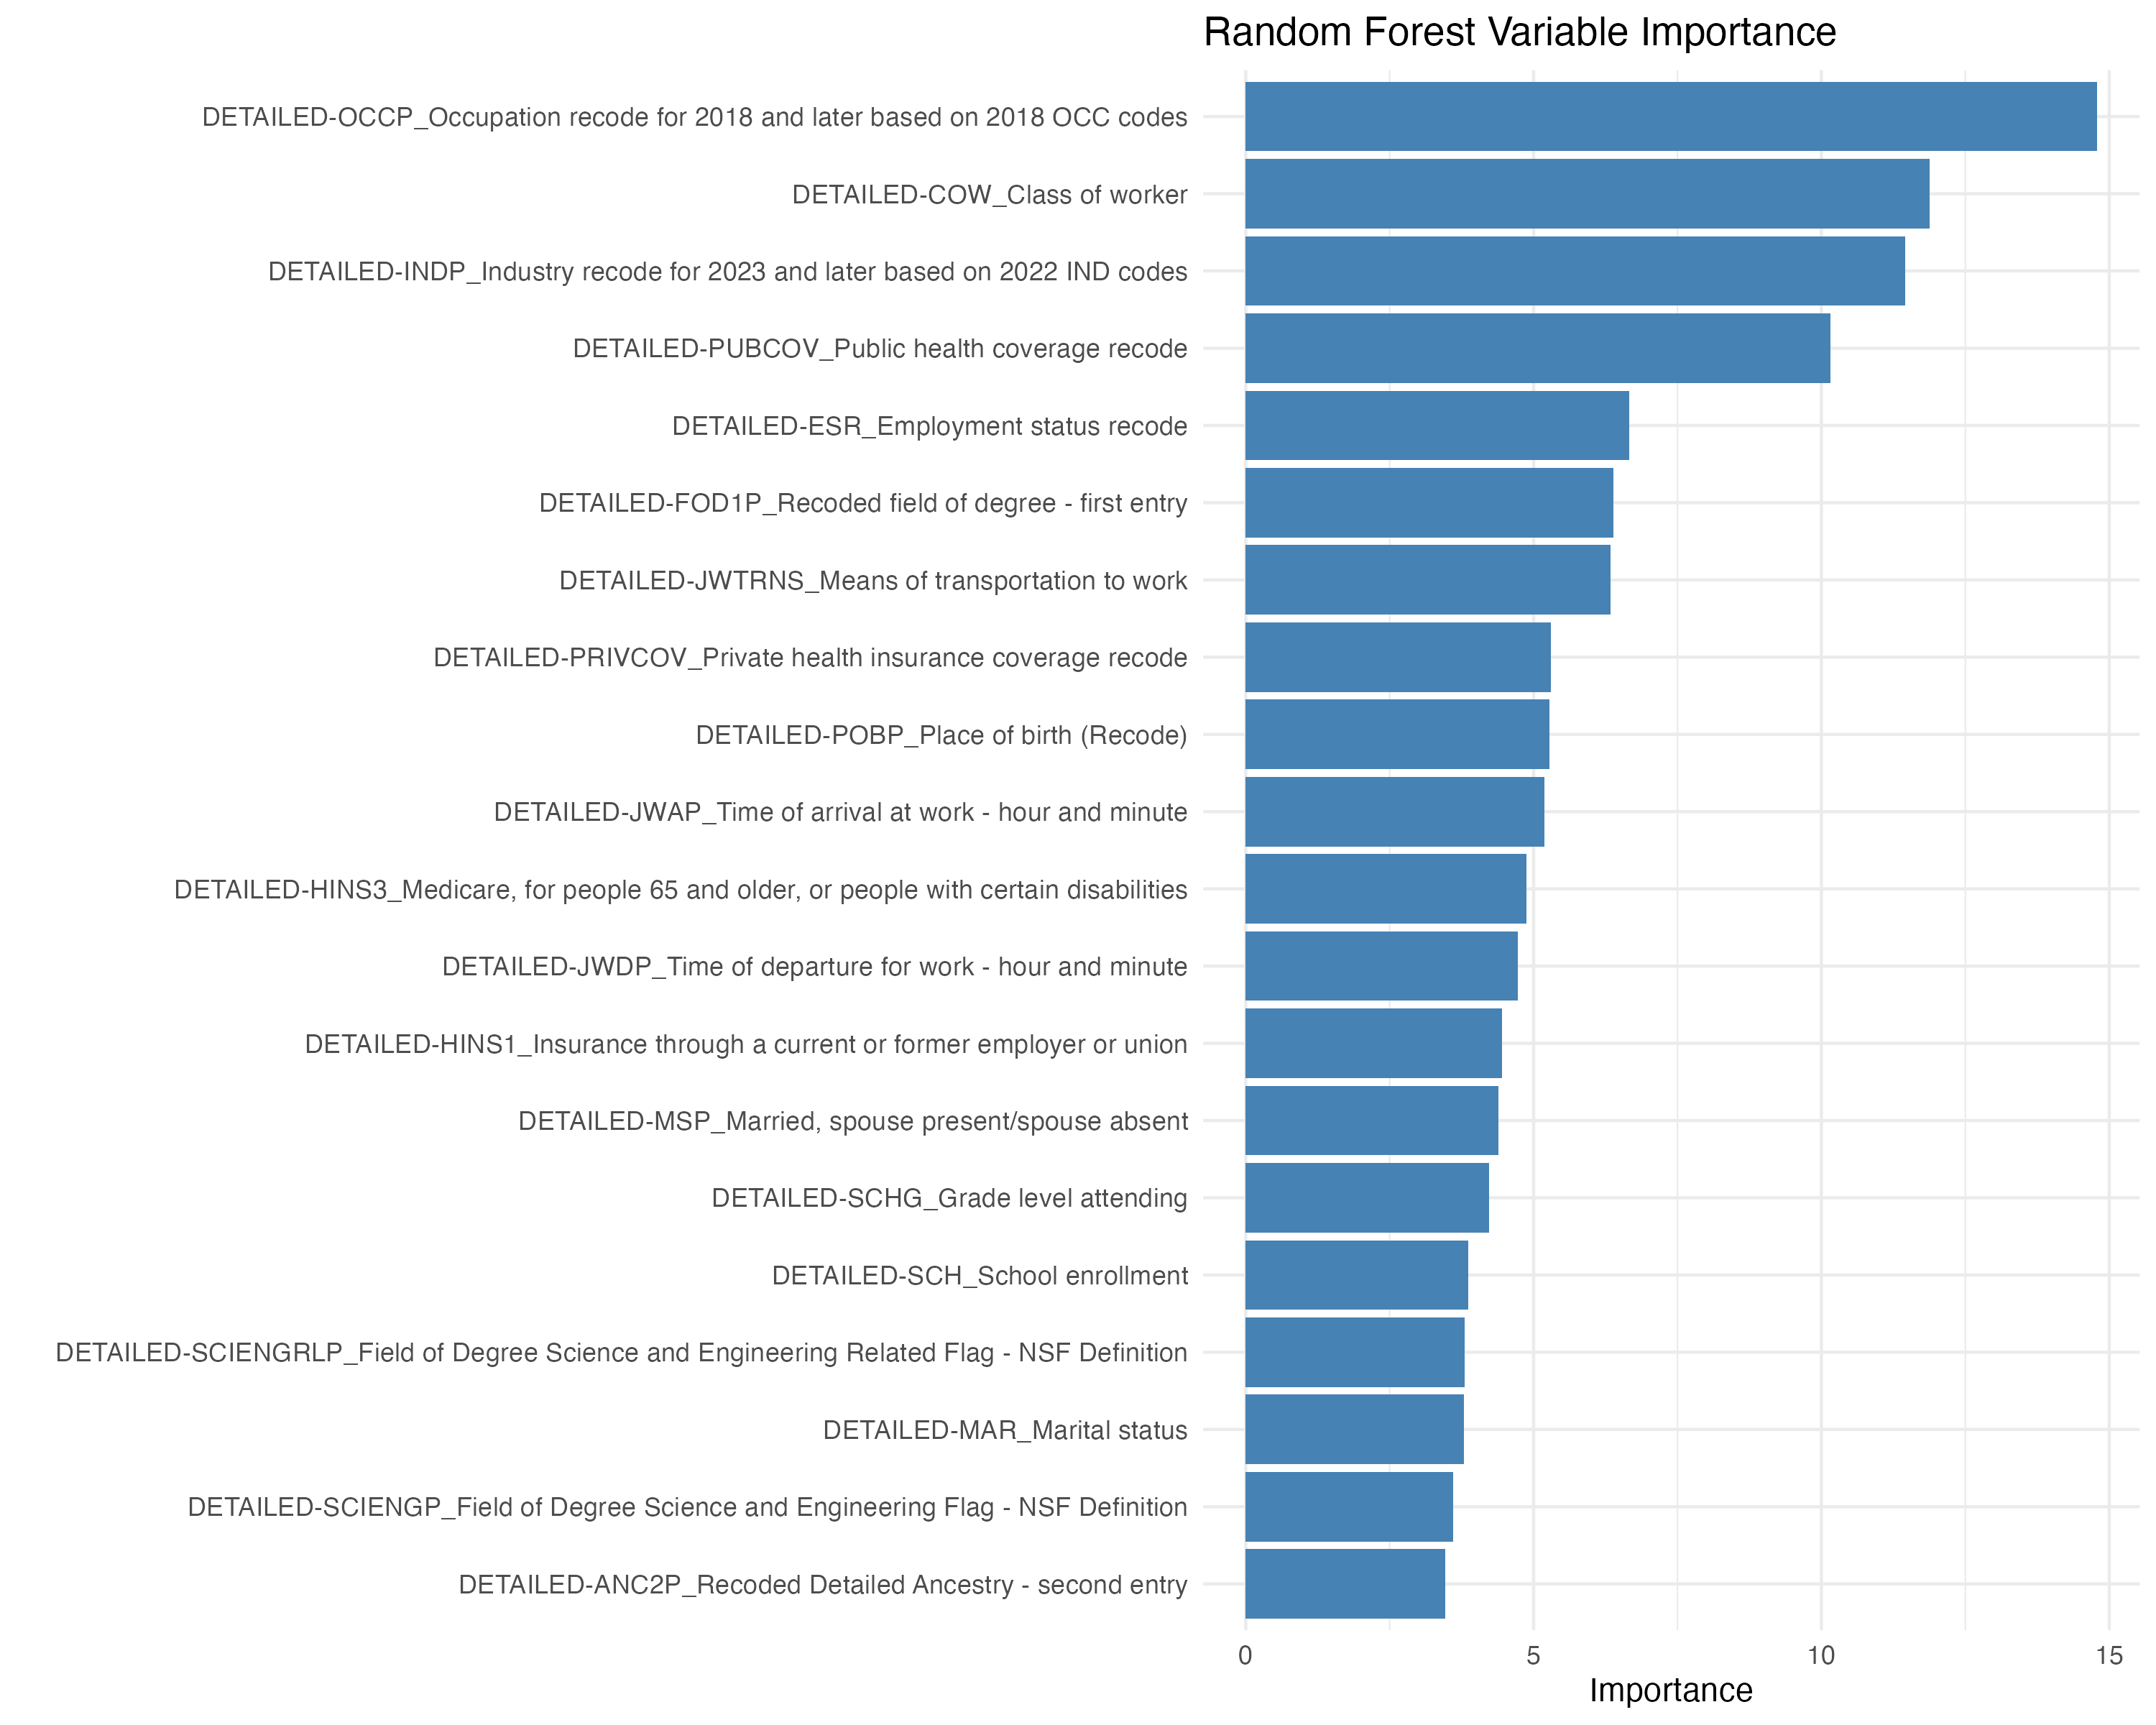 Random Forest Variable Importance
DETAILED-OCCP_Occupation recode for 2018 and later based on 2018 OCC codes
DETAILED-COW_Class of worker
DETAILED-INDP_Industry recode for 2023 and later based on 2022 IND codes
DETAILED-PUBCOV_Public health coverage recode
DETAILED-ESR_Employment status recode
DETAILED-FOD1P_Recoded field of degree - first entry
DETAILED-JWTRNS_Means of transportation to work
DETAILED-PRIVCOV_Private health insurance coverage recode
DETAILED-POBP_Place of birth (Recode)
DETAILED-JWAP_Time of arrival at work - hour and minute
DETAILED-HINS3_Medicare, for people 65 and older, or people with certain disabilities
DETAILED-JWDP_Time of departure for work - hour and minute
DETAILED-HINS1_Insurance through a current or former employer or union
DETAILED-MSP_Married, spouse present/spouse absent
DETAILED-SCHG_Grade level attending
DETAILED-SCH_School enrollment
DETAILED-SCIENGRLP_Field of Degree Science and Engineering Related Flag - NSF Definition
DETAILED-MAR_Marital status
DETAILED-SCIENGP_Field of Degree Science and Engineering Flag - NSF Definition
DETAILED-ANC2P_Recoded Detailed Ancestry - second entry
0 5 10 15
Importance